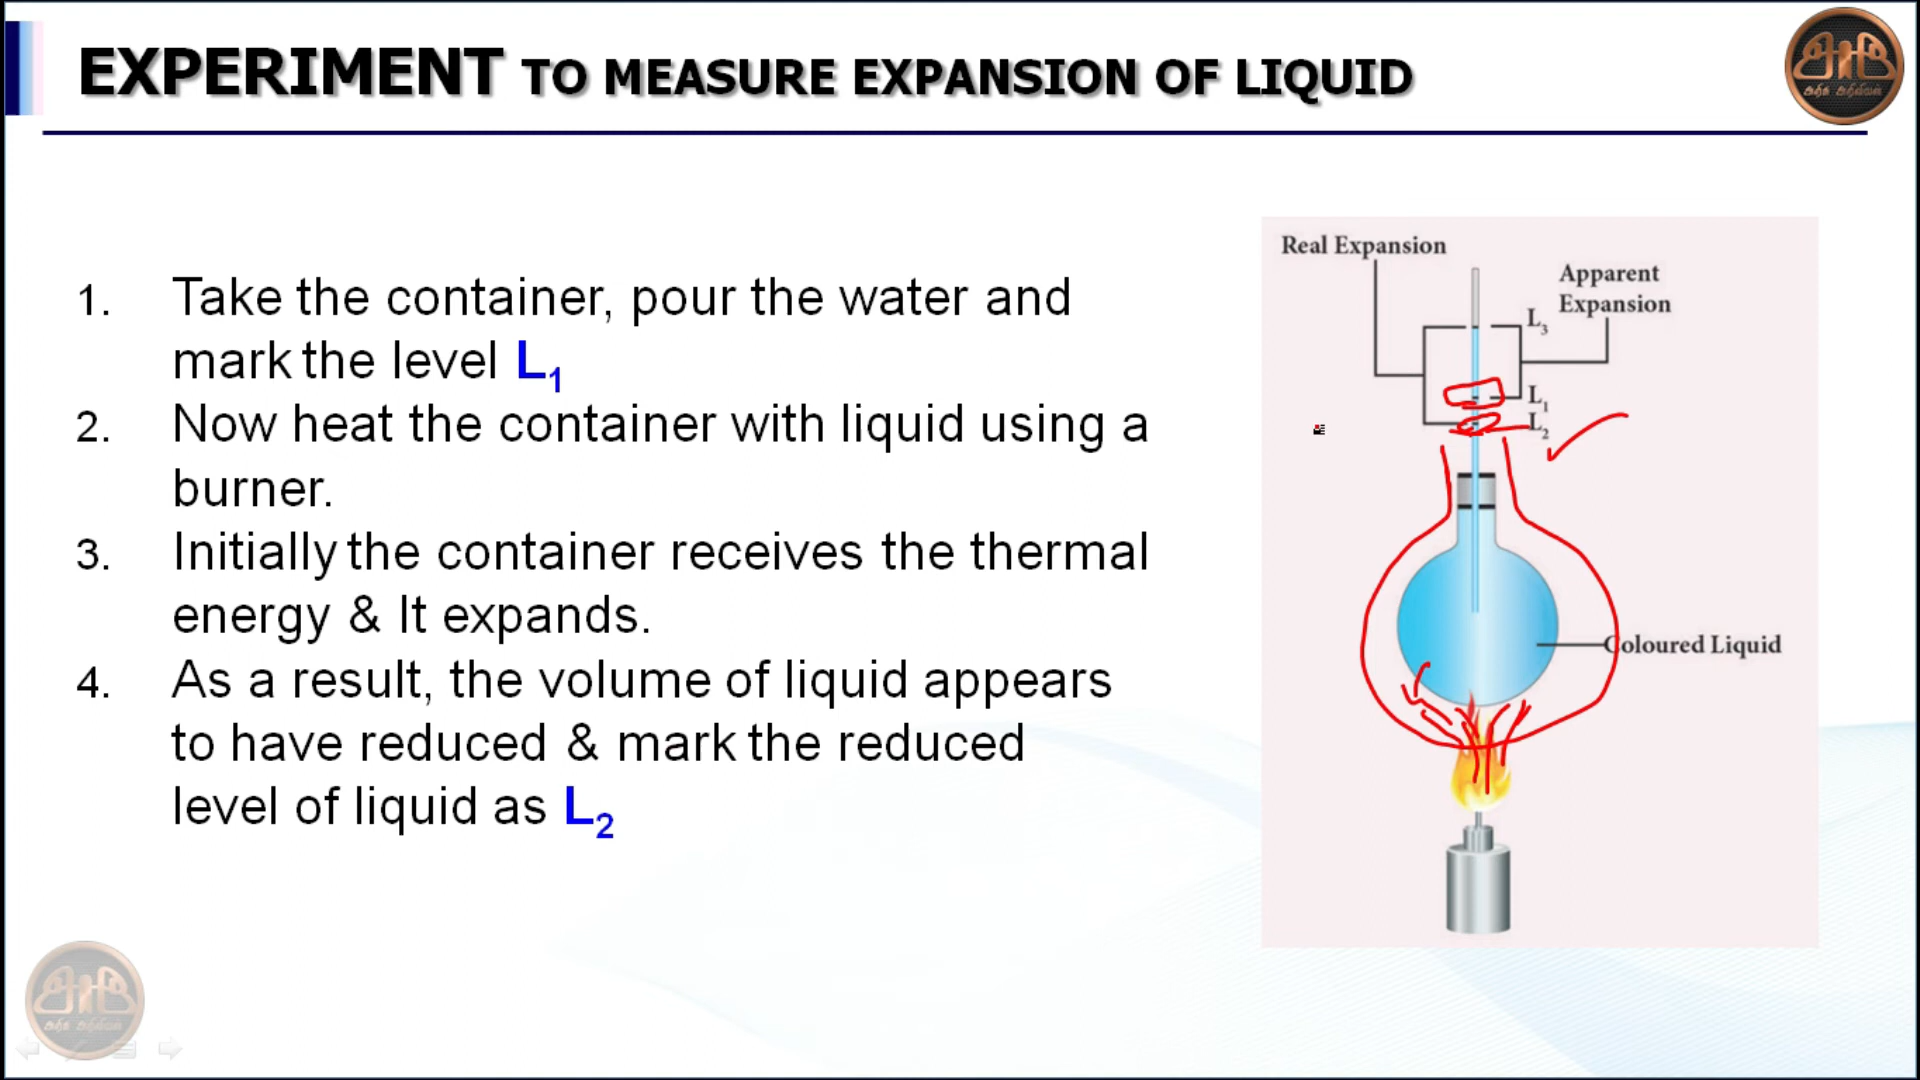 EXPERIMENT TO MEASURE EXPANSION OF LIQUID
1. Take the container, pour the water and
mark the level L₁
2. Now heat the container with liquid using a
burner.
3. Initially the container receives the thermal
energy & It expands.
4. As a result, the volume of liquid appears
to have reduced & mark the reduced
level of liquid as L₂
Real Expansion
Apparent
Expansion
L₃
L₁
L₂
Coloured Liquid